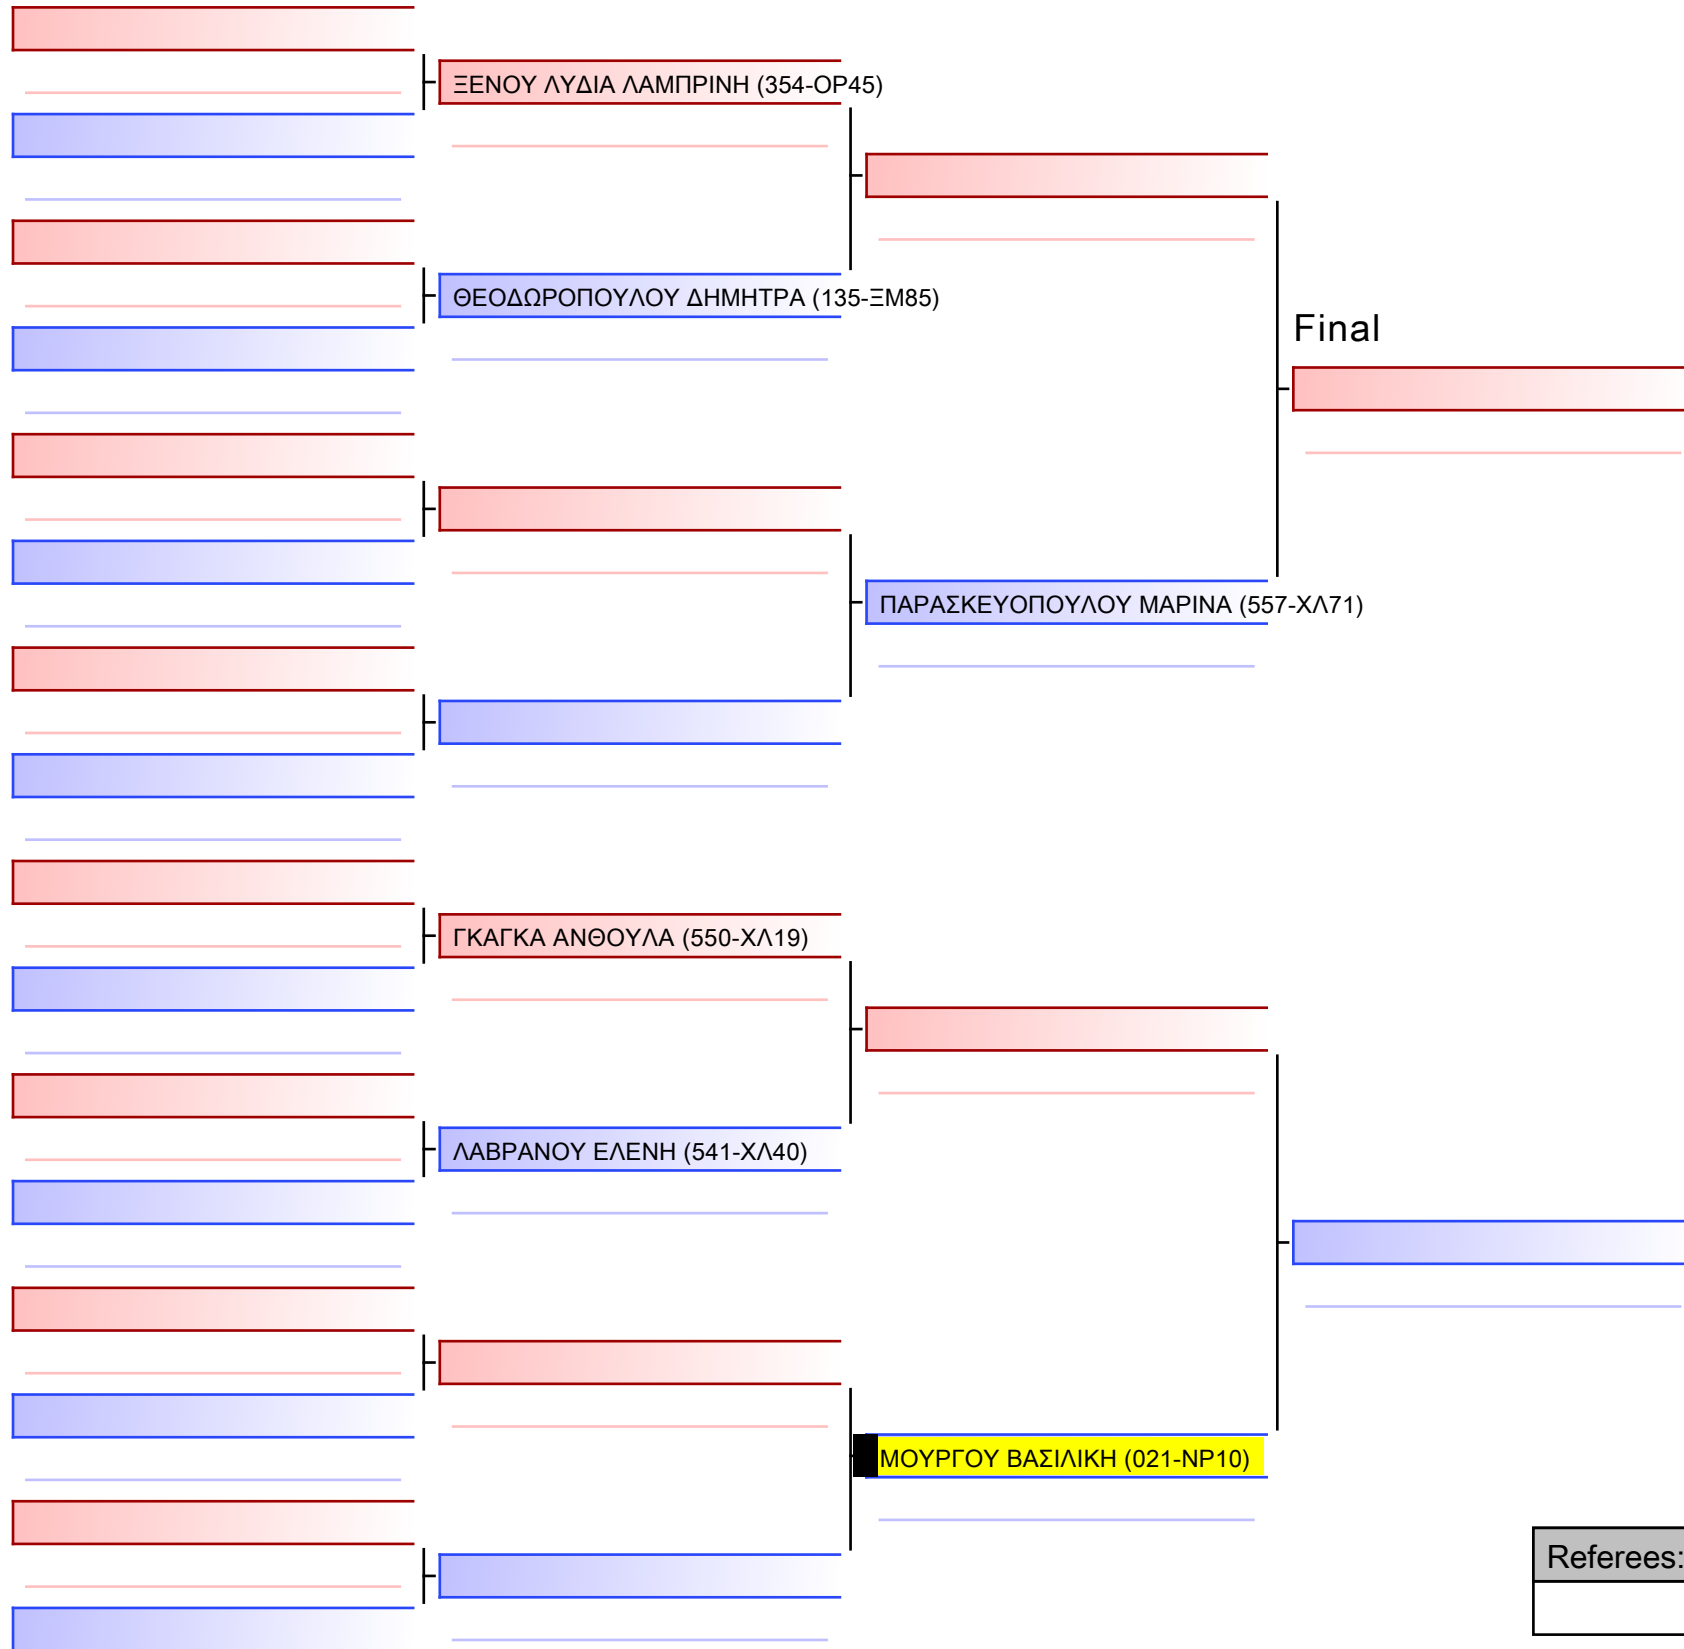 ΞΕΝΟΥ ΛΥΔΙΑ ΛΑΜΠΡΙΝΗ (354-ΟΡ45)
ΘΕΟΔΩΡΟΠΟΥΛΟΥ ΔΗΜΗΤΡΑ (135-ΞΜ85)
Final
ΠΑΡΑΣΚΕΥΟΠΟΥΛΟΥ ΜΑΡΙΝΑ (557-ΧΛ71)
ΓΚΑΓΚΑ ΑΝΘΟΥΛΑ (550-ΧΛ19)
ΛΑΒΡΑΝΟΥ ΕΛΕΝΗ (541-ΧΛ40)
ΜΟΥΡΓΟΥ ΒΑΣΙΛΙΚΗ (021-ΝΡ10)
Referees: